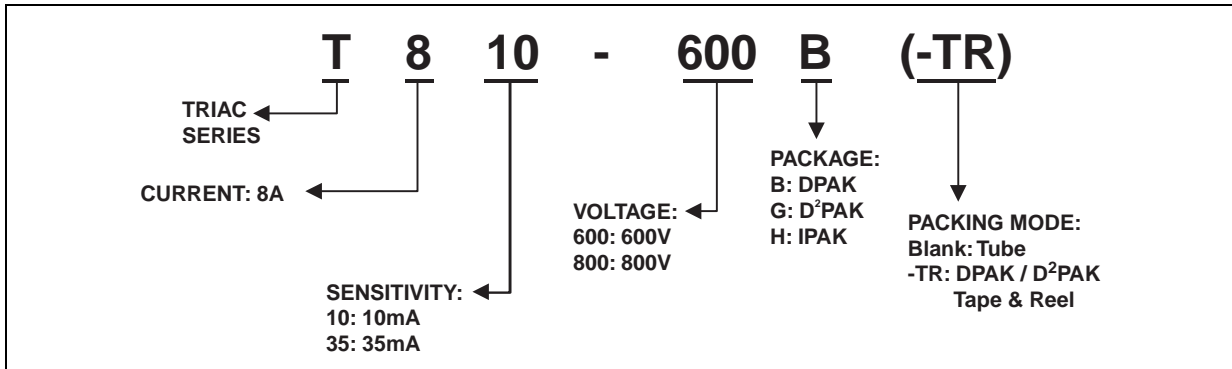 T 8 10 - 600 B (-TR)
TRIAC
SERIES
CURRENT: 8A
SENSITIVITY:
10: 10mA
35: 35mA
VOLTAGE:
600: 600V
800: 800V
PACKAGE:
B: DPAK
G: D²PAK
H: IPAK
PACKING MODE:
Blank: Tube
-TR: DPAK / D²PAK
Tape & Reel